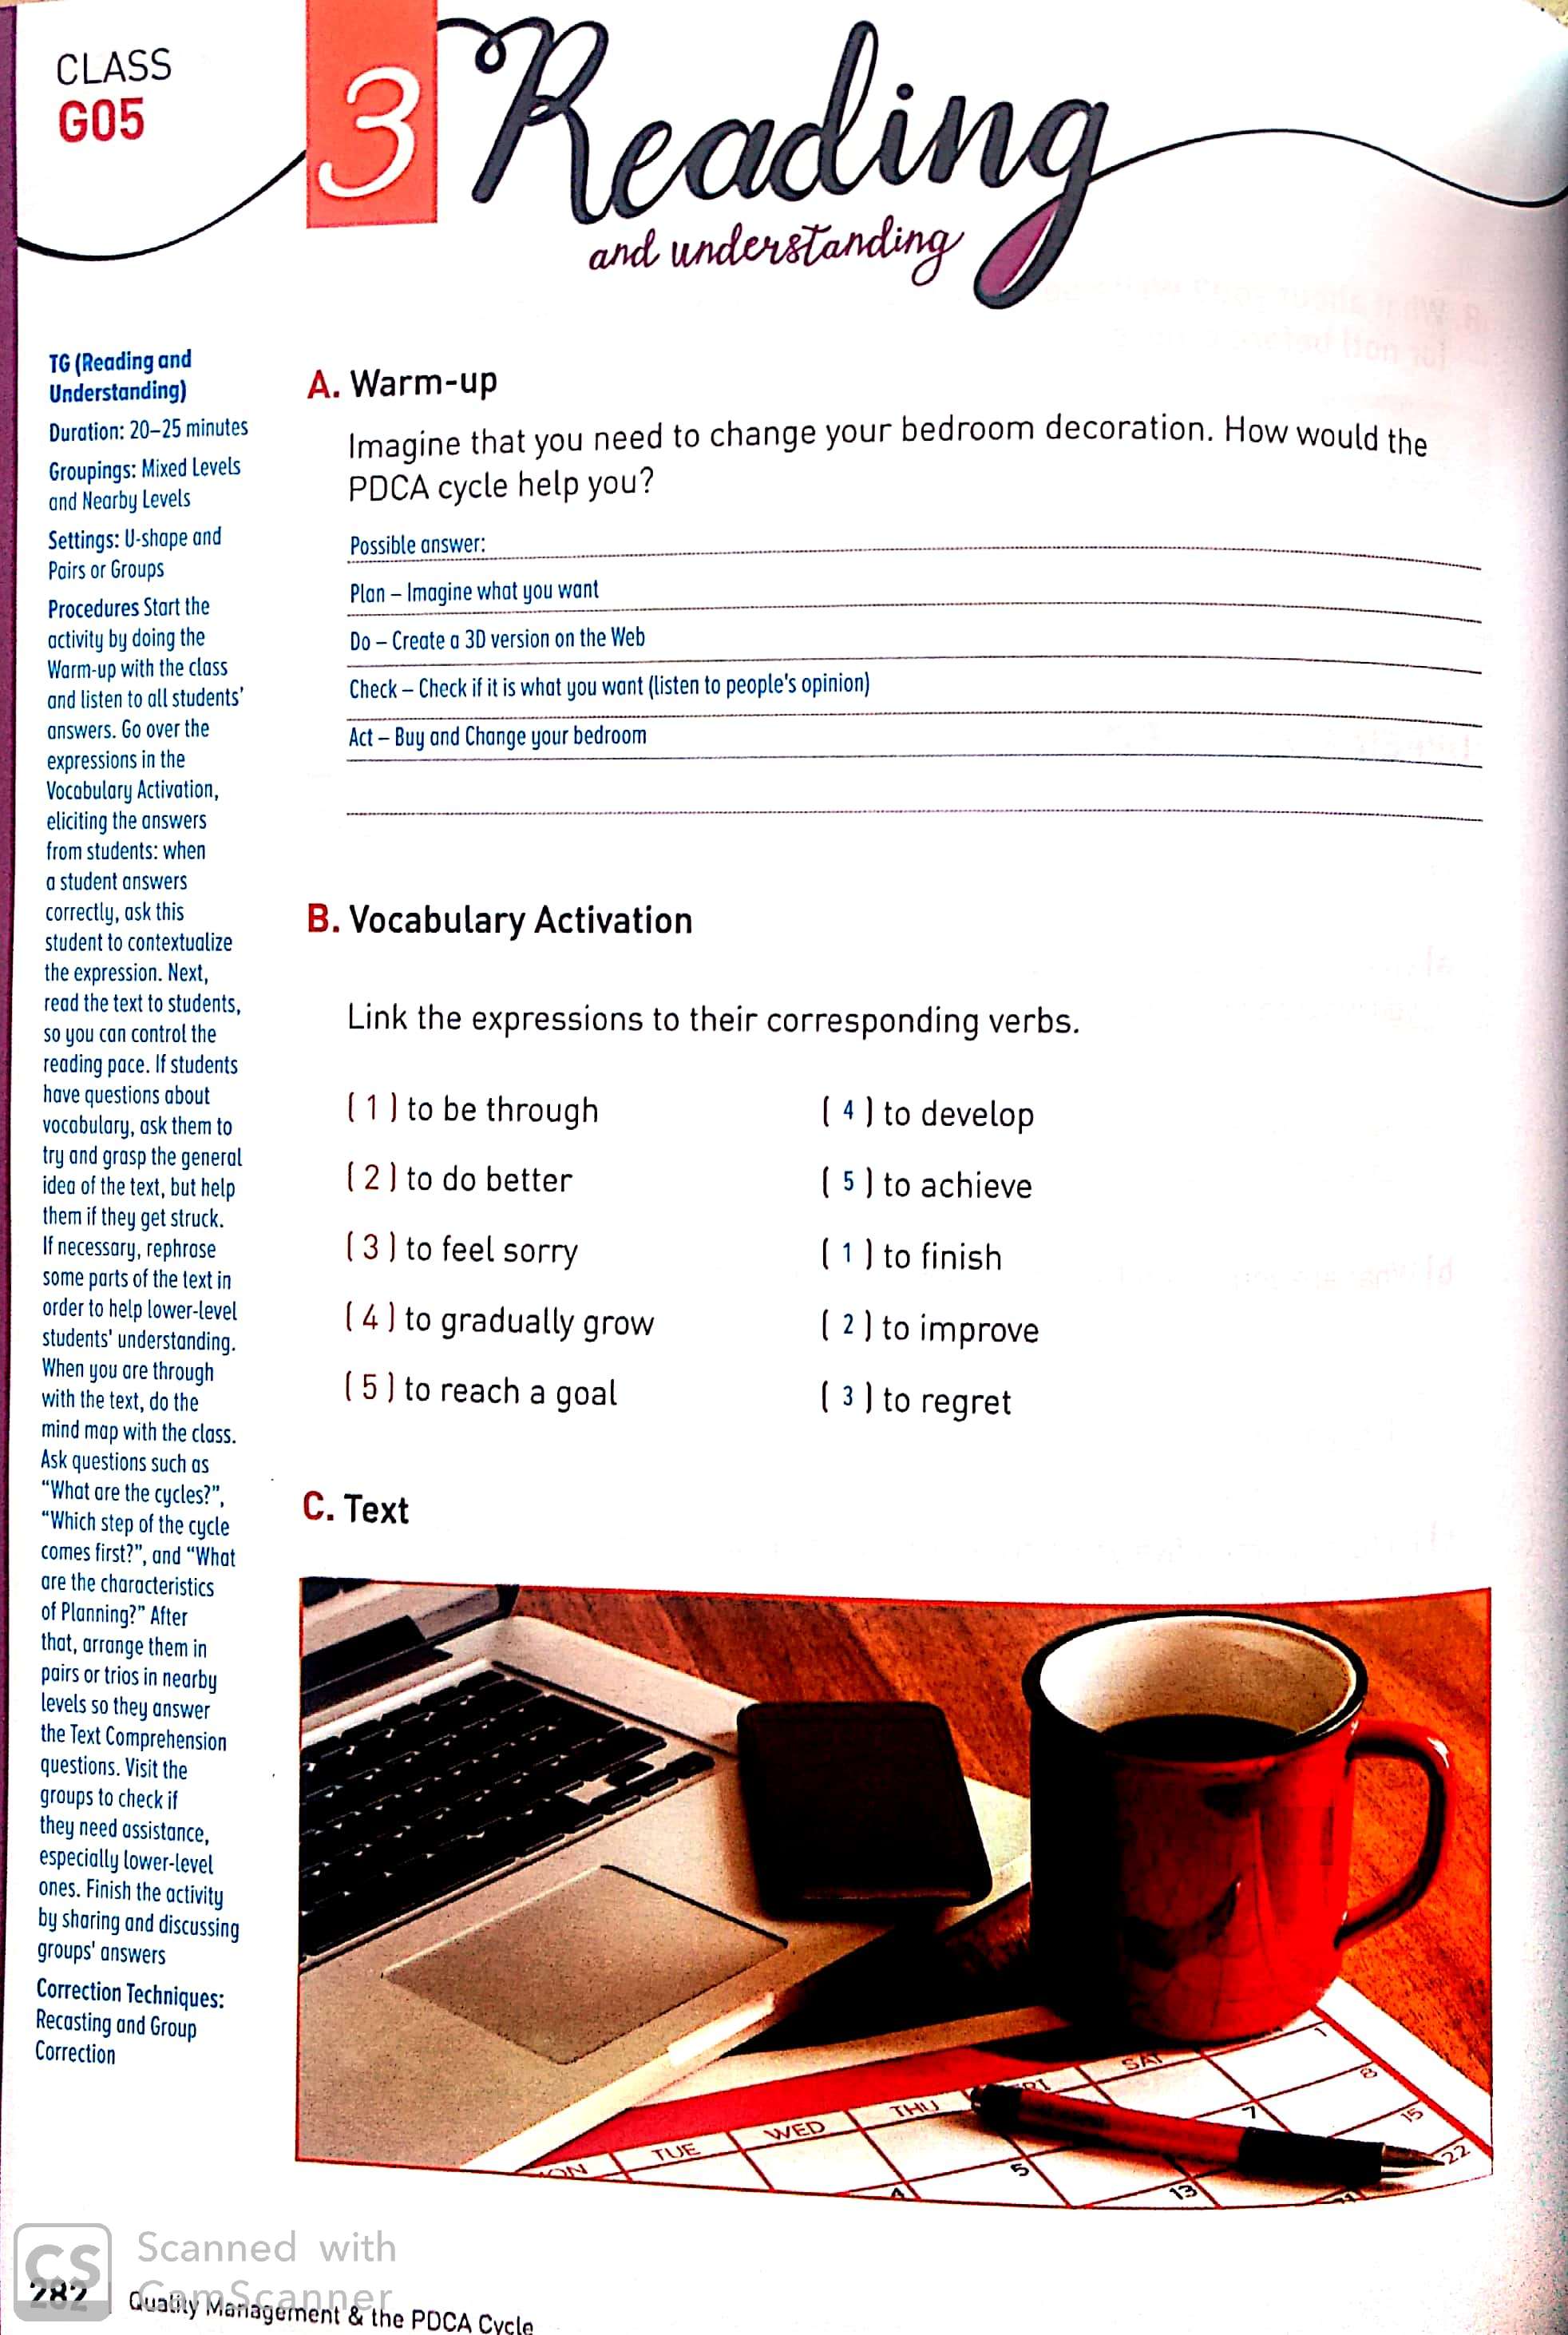 CLASS
G05
3 Reading
and understanding
TG (Reading and
Understanding)
Duration: 20–25 minutes
Groupings: Mixed Levels
and Nearby Levels
Settings: U-shape and
Pairs or Groups
Procedures Start the
activity by doing the
Warm-up with the class
and listen to all students'
answers. Go over the
expressions in the
Vocabulary Activation,
eliciting the answers
from students: when
a student answers
correctly, ask this
student to contextualize
the expression. Next,
read the text to students,
so you can control the
reading pace. If students
have questions about
vocabulary, ask them to
try and grasp the general
idea of the text, but help
them if they get struck.
If necessary, rephrase
some parts of the text in
order to help lower-level
students' understanding.
When you are through
with the text, do the
mind map with the class.
Ask questions such as
"What are the cycles?",
"Which step of the cycle
comes first?", and "What
are the characteristics
of Planning?" After
that, arrange them in
pairs or trios in nearby
levels so they answer
the Text Comprehension
questions. Visit the
groups to check if
they need assistance,
especially lower-level
ones. Finish the activity
by sharing and discussing
groups' answers
Correction Techniques:
Recasting and Group
Correction
A. Warm-up
Imagine that you need to change your bedroom decoration. How would the
PDCA cycle help you?
Possible answer:
Plan – Imagine what you want
Do – Create a 3D version on the Web
Check – Check if it is what you want (listen to people's opinion)
Act – Buy and Change your bedroom
B. Vocabulary Activation
Link the expressions to their corresponding verbs.
( 1 ) to be through ( 4 ) to develop
( 2 ) to do better ( 5 ) to achieve
( 3 ) to feel sorry ( 1 ) to finish
( 4 ) to gradually grow ( 2 ) to improve
( 5 ) to reach a goal ( 3 ) to regret
C. Text
TUE WED THU FRI SAT
1
7 8
4 5 13 15
22
CS Scanned with
CamScanner
282 Quality Management & the PDCA Cycle